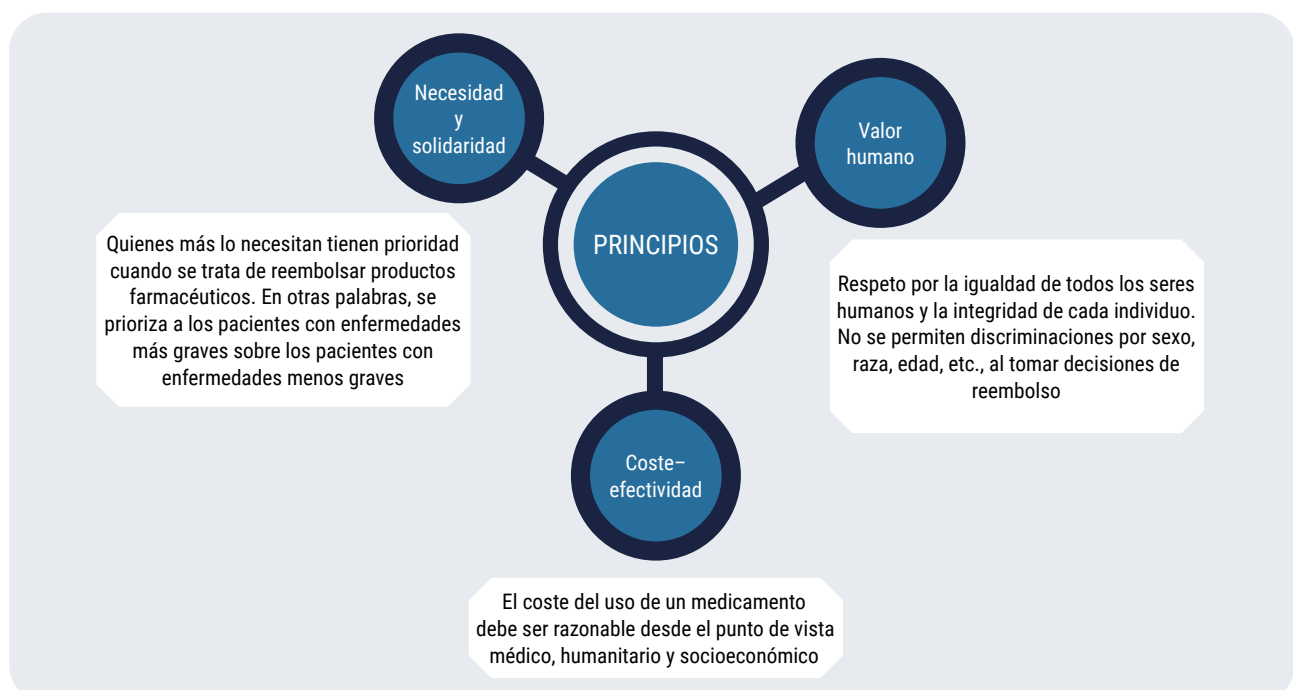 Necesidad
y
solidaridad
Quienes más lo necesitan tienen prioridad
cuando se trata de reembolsar productos
farmacéuticos. En otras palabras, se
prioriza a los pacientes con enfermedades
más graves sobre los pacientes con
enfermedades menos graves
PRINCIPIOS
Valor
humano
Respeto por la igualdad de todos los seres
humanos y la integridad de cada individuo.
No se permiten discriminaciones por sexo,
raza, edad, etc., al tomar decisiones de
reembolso
Coste–
efectividad
El coste del uso de un medicamento
debe ser razonable desde el punto de vista
médico, humanitario y socioeconómico